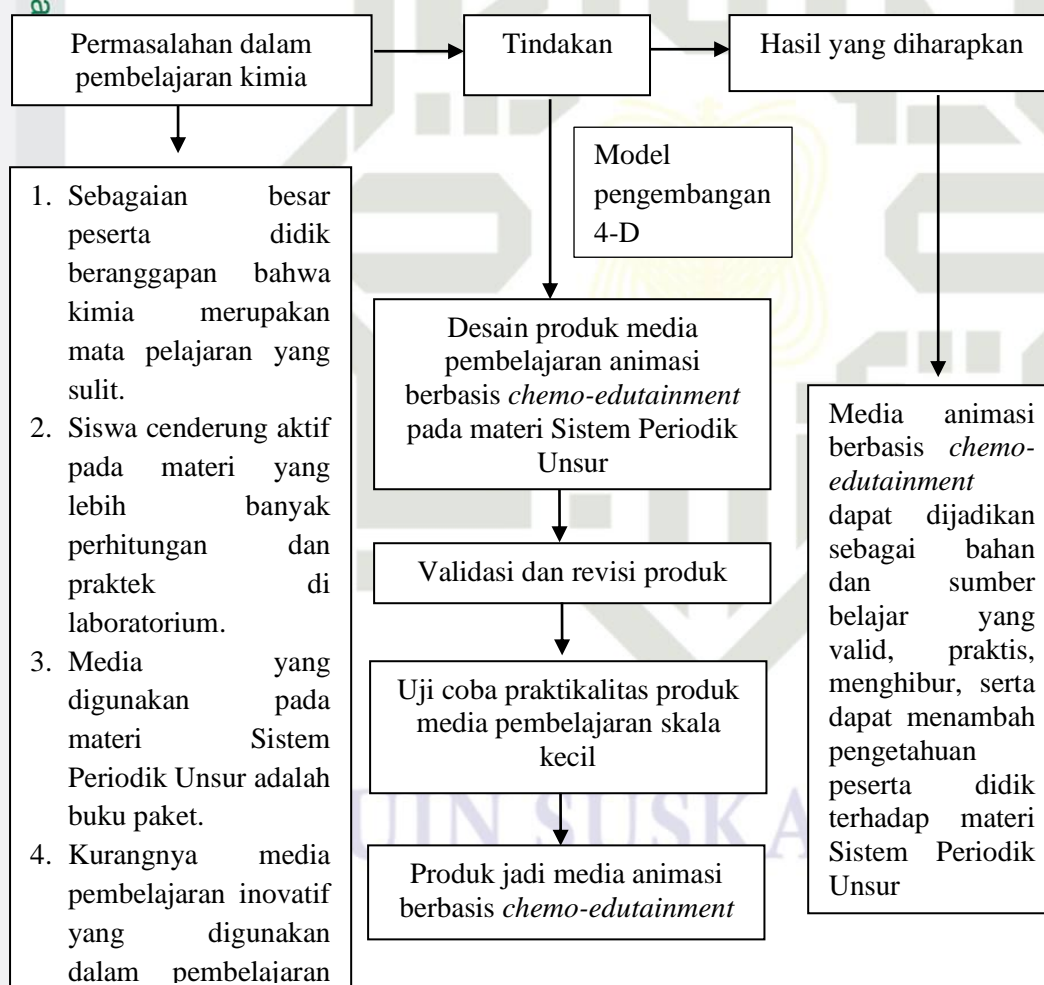 Permasalahan dalam
pembelajaran kimia
Tindakan
Hasil yang diharapkan
1. Sebagaian besar
peserta didik
beranggapan bahwa
kimia merupakan
mata pelajaran yang
sulit.
2. Siswa cenderung aktif
pada materi yang
lebih banyak
perhitungan dan
praktek di
laboratorium.
3. Media yang
digunakan pada
materi Sistem
Periodik Unsur adalah
buku paket.
4. Kurangnya media
pembelajaran inovatif
yang digunakan
dalam pembelajaran
Model
pengembangan
4-D
Desain produk media
pembelajaran animasi
berbasis chemo-edutainment
pada materi Sistem Periodik
Unsur
Validasi dan revisi produk
Uji coba praktikalitas produk
media pembelajaran skala
kecil
Produk jadi media animasi
berbasis chemo-edutainment
Media animasi
berbasis chemo-
edutainment
dapat dijadikan
sebagai bahan
dan sumber
belajar yang
valid, praktis,
menghibur, serta
dapat menambah
pengetahuan
peserta didik
terhadap materi
Sistem Periodik
Unsur
UIN SUSKA